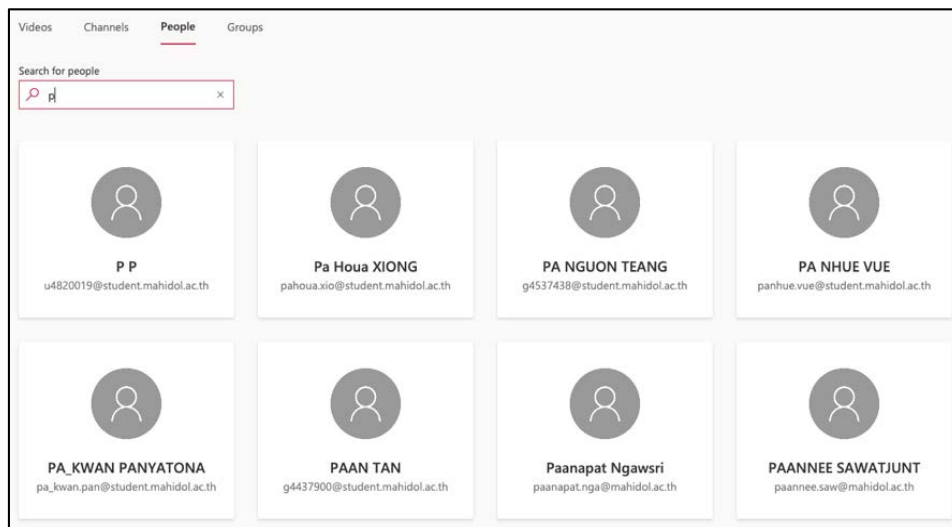 Videos Channels People Groups
Search for people
p
P P
u4820019@student.mahidol.ac.th
Pa Houa XIONG
pahoua.xio@student.mahidol.ac.th
PA NGUON TEANG
g4537438@student.mahidol.ac.th
PA NHUE VUE
panhue.vue@student.mahidol.ac.th
PA_KWAN PANYATONA
pa_kwan.pan@student.mahidol.ac.th
PAAN TAN
g4437900@student.mahidol.ac.th
Paanapat Ngawsri
paanapat.nga@mahidol.ac.th
PAANNEE SAWATJUNT
paannee.saw@mahidol.ac.th